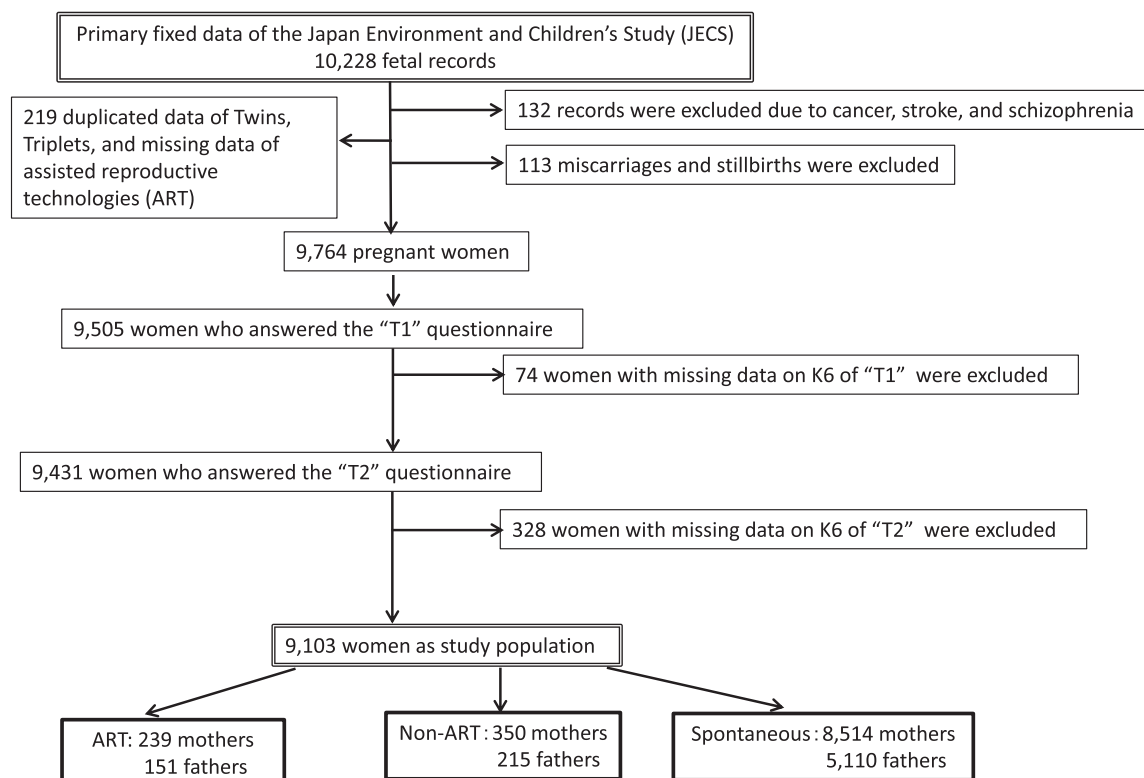 Primary fixed data of the Japan Environment and Children’s Study (JECS)
10,228 fetal records
132 records were excluded due to cancer, stroke, and schizophrenia
219 duplicated data of Twins,
Triplets, and missing data of
assisted reproductive
technologies (ART)
113 miscarriages and stillbirths were excluded
9,764 pregnant women
9,505 women who answered the “T1” questionnaire
74 women with missing data on K6 of “T1” were excluded
9,431 women who answered the “T2” questionnaire
328 women with missing data on K6 of “T2” were excluded
9,103 women as study population
ART: 239 mothers
151 fathers
Non-ART : 350 mothers
215 fathers
Spontaneous : 8,514 mothers
5,110 fathers